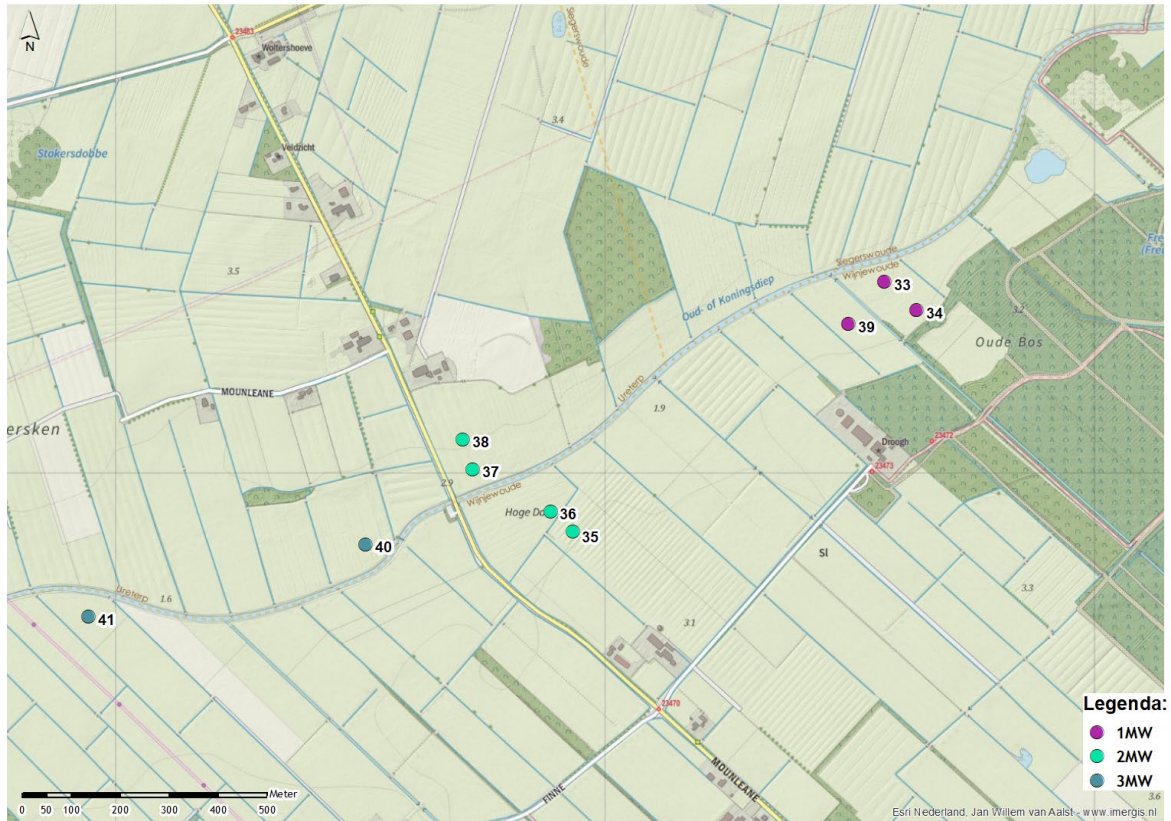 N
23483
Woltershoeve
Siegerswoude
Stokersdobbe
3.4
Veldzicht
3.5
Siegerswoude
Wijnjewoude
Oud- of Koningsdiep
33
34
39
3.2
Oude Bos
MOUNLEANE
Ureterp
1.9
ersken
38
37
Droogh
23472
23473
2.9
Wijnjewoude
Hoge Da
36
35
40
Sl
Ureterp
1.6
41
3.3
3.1
23470
MOUNLEANE
FINNE
Legenda:
1MW
2MW
3MW
3.6
Meter
0 50 100 200 300 400 500
Esri Nederland, Jan Willem van Aalst - www.imergis.nl